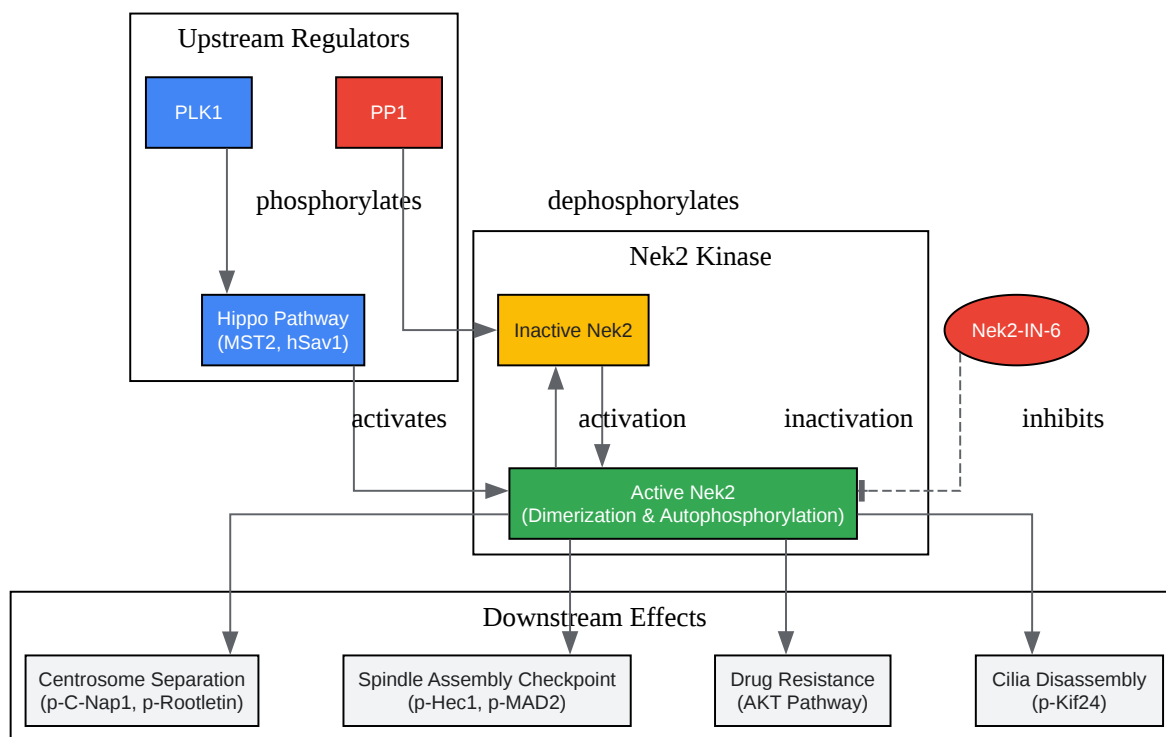 Upstream Regulators
PLK1
PP1
phosphorylates
dephosphorylates
Nek2 Kinase
Hippo Pathway
(MST2, hSav1)
Inactive Nek2
Nek2-IN-6
activates
activation
inactivation
inhibits
Active Nek2
(Dimerization & Autophosphorylation)
Downstream Effects
Centrosome Separation
(p-C-Nap1, p-Rootletin)
Spindle Assembly Checkpoint
(p-Hec1, p-MAD2)
Drug Resistance
(AKT Pathway)
Cilia Disassembly
(p-Kif24)